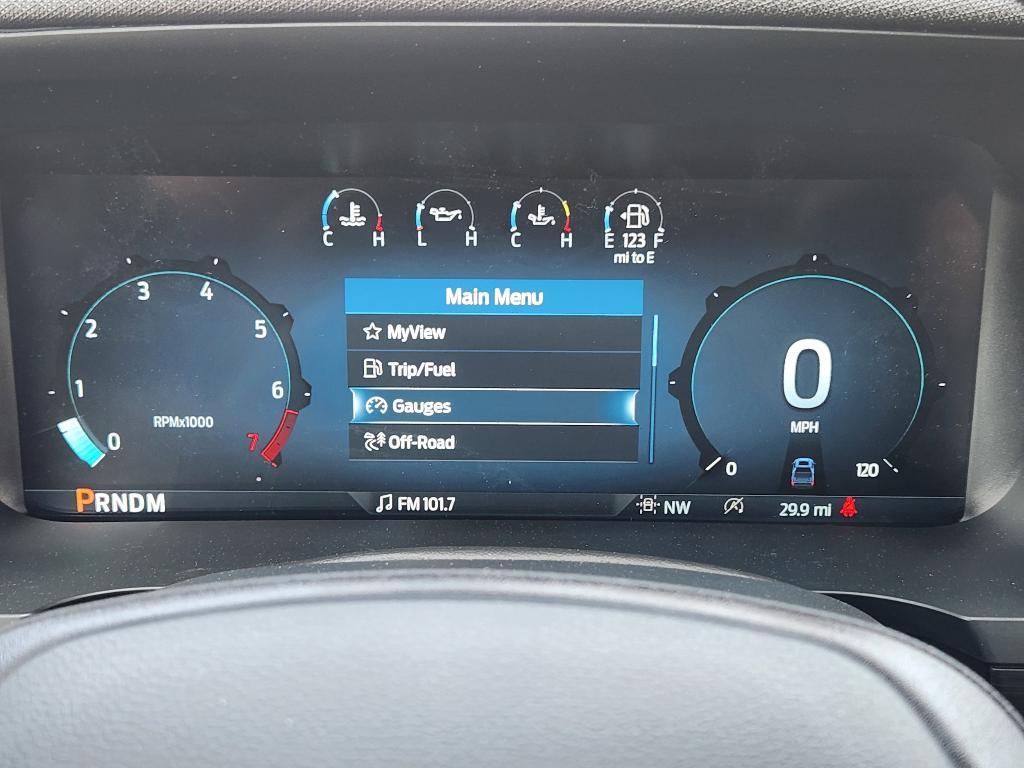 C H
L H
C H
E 123 F
mi to E
Main Menu
MyView
Trip/Fuel
Gauges
Off-Road
0
1
2
3
4
5
6
7
RPMx1000
0
MPH
0
120
PRNDM
FM 101.7
NW
29.9 mi